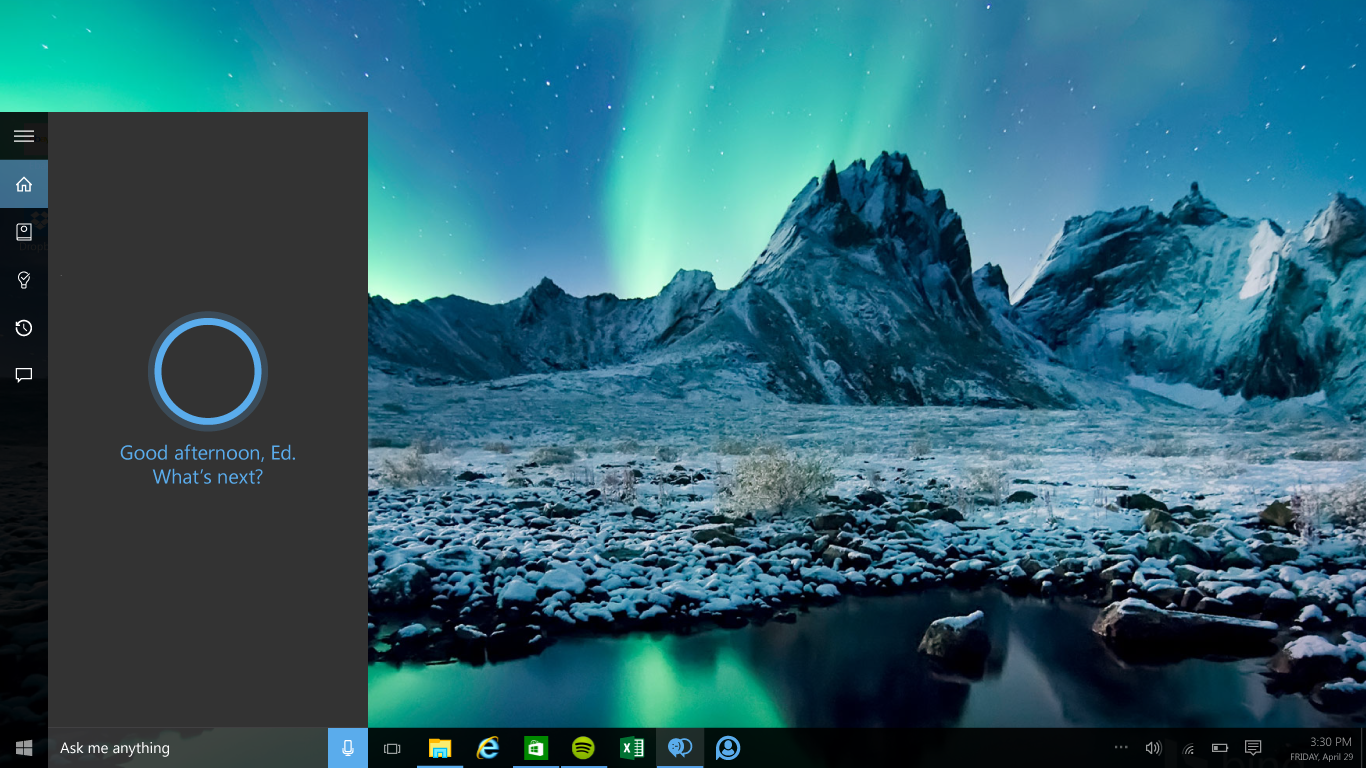 Good afternoon, Ed.
What's next?
Ask me anything
3:30 PM
FRIDAY, April 29